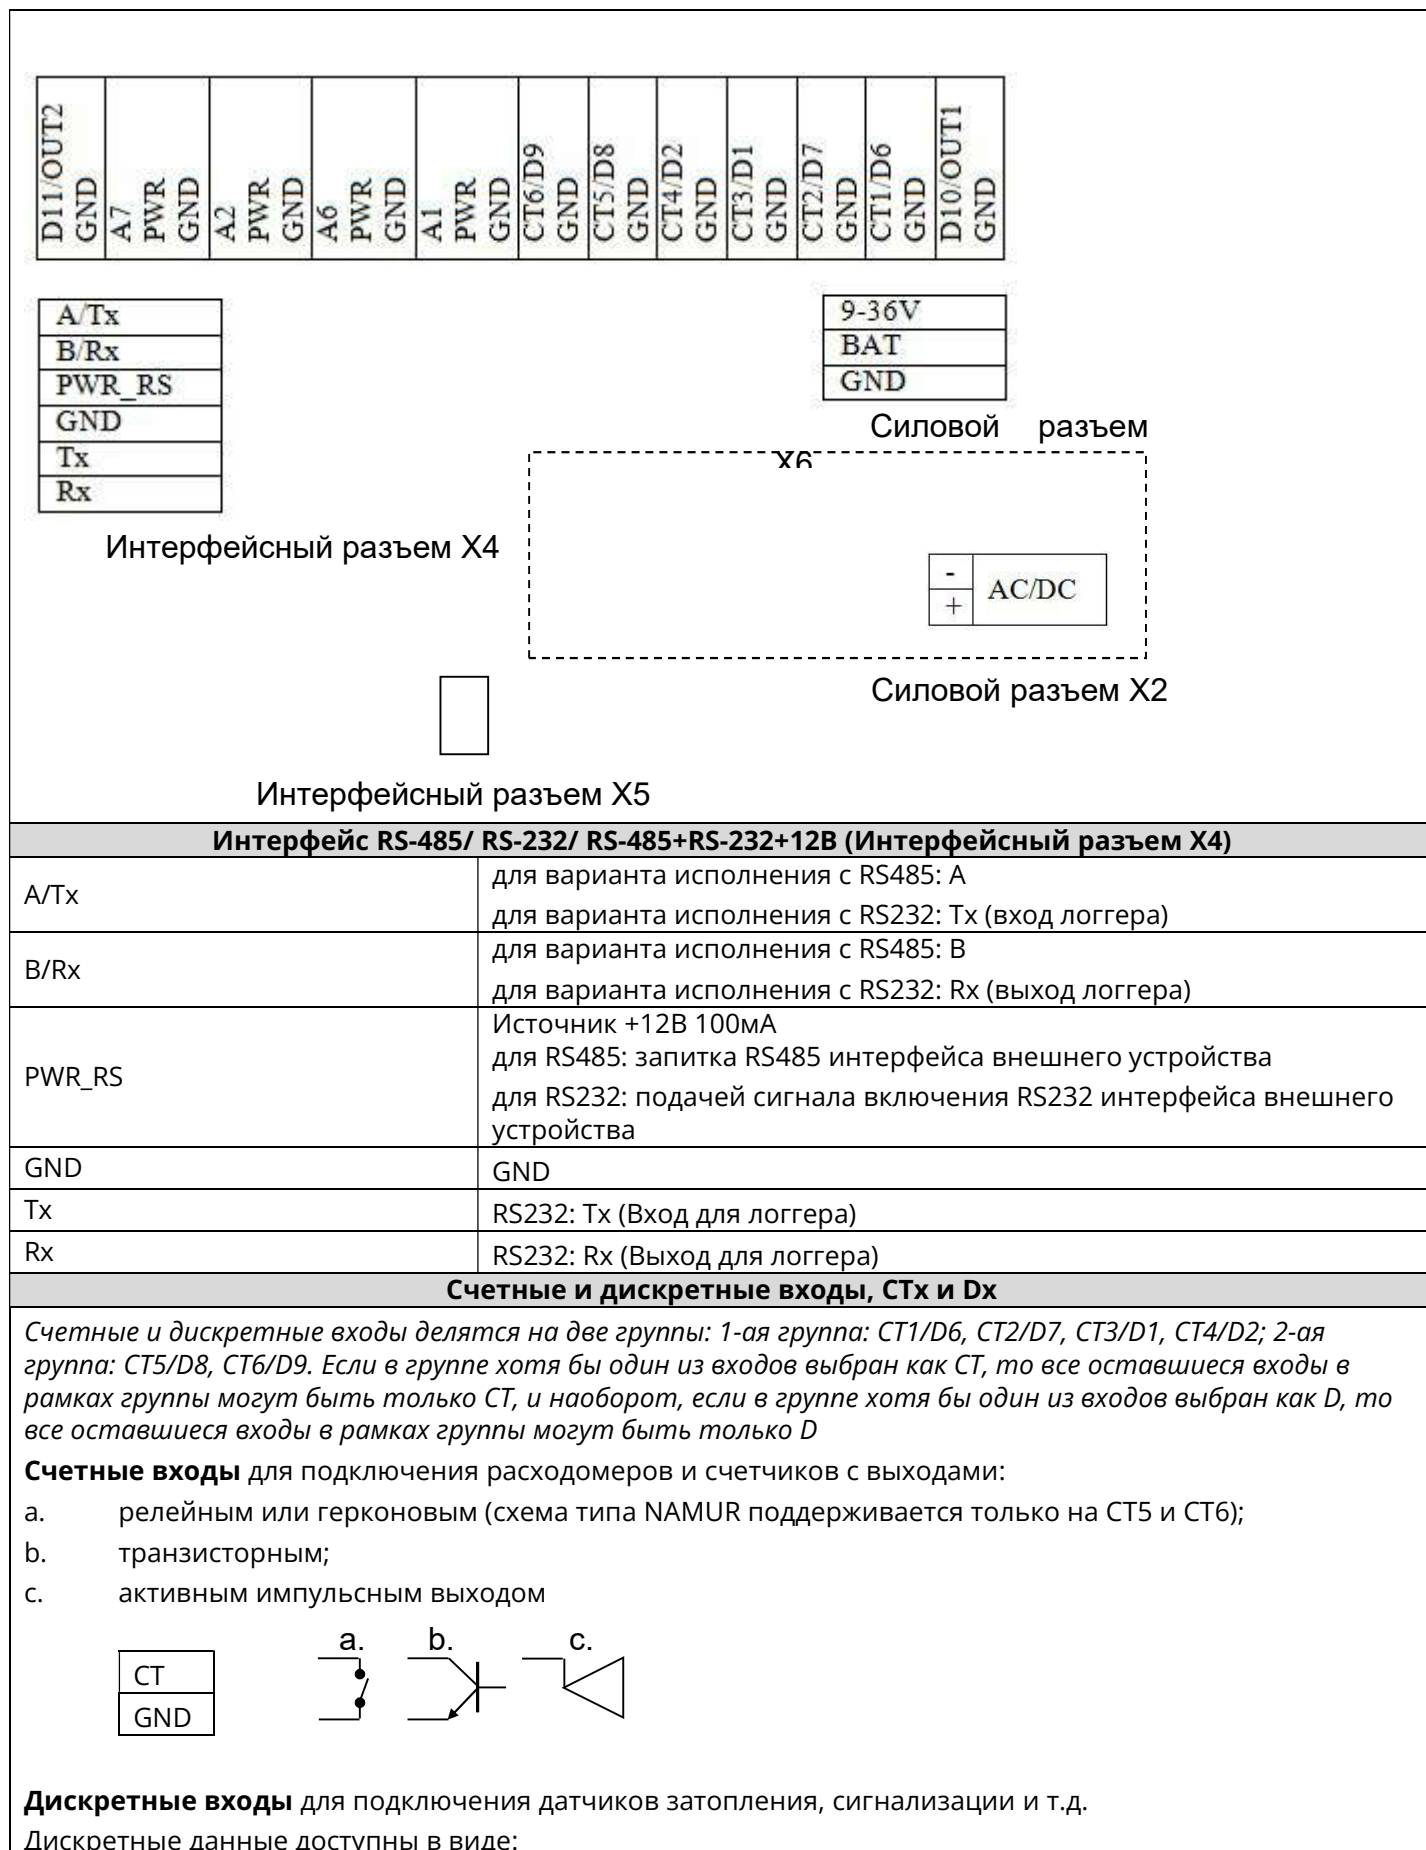 D11/OUT2
GND
A7
PWR
GND
A2
PWR
GND
A6
PWR
GND
A1
PWR
GND
CT6/D9
GND
CT5/D8
GND
CT4/D2
GND
CT3/D1
GND
CT2/D7
GND
CT1/D6
GND
D10/OUT1
GND
A/Tx
B/Rx
PWR_RS
GND
Tx
Rx
Интерфейсный разъем X4
9-36V
BAT
GND
Силовой разъем
X6
-
+
AC/DC
Силовой разъем X2
Интерфейсный разъем X5
Интерфейс RS-485/ RS-232/ RS-485+RS-232+12В (Интерфейсный разъем X4)
A/Tx
для варианта исполнения с RS485: A
для варианта исполнения с RS232: Tx (вход логгера)
B/Rx
для варианта исполнения с RS485: B
для варианта исполнения с RS232: Rx (выход логгера)
PWR_RS
Источник +12В 100мА
для RS485: запитка RS485 интерфейса внешнего устройства
для RS232: подачей сигнала включения RS232 интерфейса внешнего
устройства
GND
GND
Tx
RS232: Tx (Вход для логгера)
Rx
RS232: Rx (Выход для логгера)
Счетные и дискретные входы, CTx и Dx
Счетные и дискретные входы делятся на две группы: 1-ая группа: CT1/D6, CT2/D7, CT3/D1, CT4/D2; 2-ая
группа: CT5/D8, CT6/D9. Если в группе хотя бы один из входов выбран как CT, то все оставшиеся входы в
рамках группы могут быть только CT, и наоборот, если в группе хотя бы один из входов выбран как D, то
все оставшиеся входы в рамках группы могут быть только D
Счетные входы для подключения расходомеров и счетчиков с выходами:
a. релейным или герконовым (схема типа NAMUR поддерживается только на CT5 и CT6);
b. транзисторным;
c. активным импульсным выходом
a. b. c.
CT
GND
Дискретные входы для подключения датчиков затопления, сигнализации и т.д.
Дискретные данные доступны в виде: